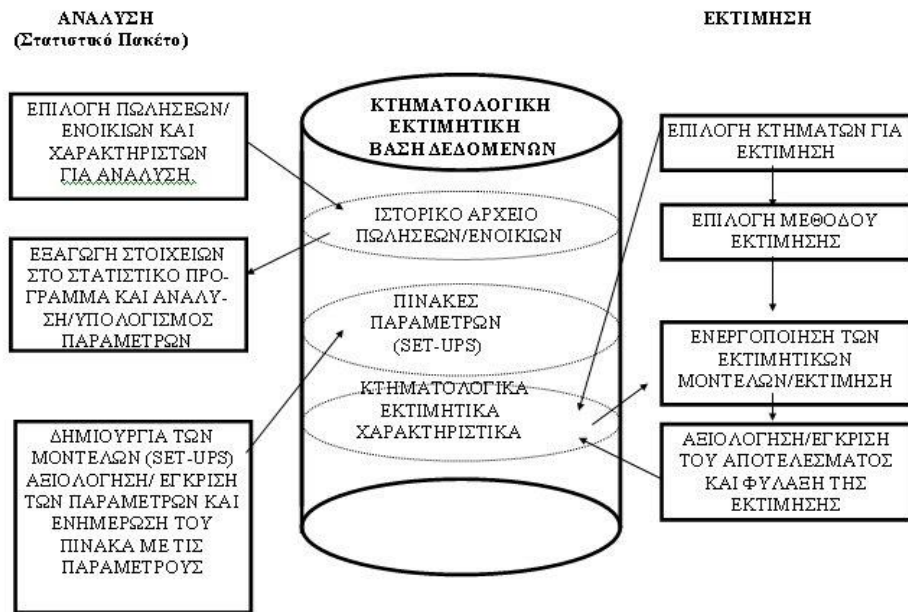 ΑΝΑΛΥΣΗ
(Στατιστικό Πακέτο)
ΕΠΙΛΟΓΗ ΠΩΛΗΣΕΩΝ/
ΕΝΟΙΚΙΩΝ ΚΑΙ
ΧΑΡΑΚΤΗΡΙΣΤΩΝ
ΓΙΑ ΑΝΑΛΥΣΗ.
ΕΞΑΓΩΓΗ ΣΤΟΙΧΕΙΩΝ
ΣΤΟ ΣΤΑΤΙΣΤΙΚΟ ΠΡΟ-
ΓΡΑΜΜΑ ΚΑΙ ΑΝΑΛΥ-
ΣΗ/ΥΠΟΛΟΓΙΣΜΟΣ
ΠΑΡΑΜΕΤΡΩΝ
ΔΗΜΙΟΥΡΓΙΑ ΤΩΝ
ΜΟΝΤΕΛΩΝ (SET-UPS)
ΑΞΙΟΛΟΓΗΣΗ/ ΕΓΚΡΙΣΗ
ΤΩΝ ΠΑΡΑΜΕΤΡΩΝ ΚΑΙ
ΕΝΗΜΕΡΩΣΗ ΤΟΥ
ΠΙΝΑΚΑ ΜΕ ΤΙΣ
ΠΑΡΑΜΕΤΡΟΥΣ
ΚΤΗΜΑΤΟΛΟΓΙΚΗ
ΕΚΤΙΜΗΤΙΚΗ
ΒΑΣΗ ΔΕΔΟΜΕΝΩΝ
ΙΣΤΟΡΙΚΟ ΑΡΧΕΙΟ
ΠΩΛΗΣΕΩΝ/ΕΝΟΙΚΙΩΝ
ΠΙΝΑΚΕΣ
ΠΑΡΑΜΕΤΡΩΝ
(SET-UPS)
ΚΤΗΜΑΤΟΛΟΓΙΚΑ
ΕΚΤΙΜΗΤΙΚΑ
ΧΑΡΑΚΤΗΡΙΣΤΙΚΑ
ΕΚΤΙΜΗΣΗ
ΕΠΙΛΟΓΗ ΚΤΗΜΑΤΩΝ ΓΙΑ
ΕΚΤΙΜΗΣΗ
ΕΠΙΛΟΓΗ ΜΕΘΟΔΟΥ
ΕΚΤΙΜΗΣΗΣ
ΕΝΕΡΓΟΠΟΙΗΣΗ ΤΩΝ
ΕΚΤΙΜΗΤΙΚΩΝ
ΜΟΝΤΕΛΩΝ/ΕΚΤΙΜΗΣΗ
ΑΞΙΟΛΟΓΗΣΗ/ΕΓΚΡΙΣΗ
ΤΟΥ ΑΠΟΤΕΛΕΣΜΑΤΟΣ
ΚΑΙ ΦΥΛΑΞΗ ΤΗΣ
ΕΚΤΙΜΗΣΗΣ